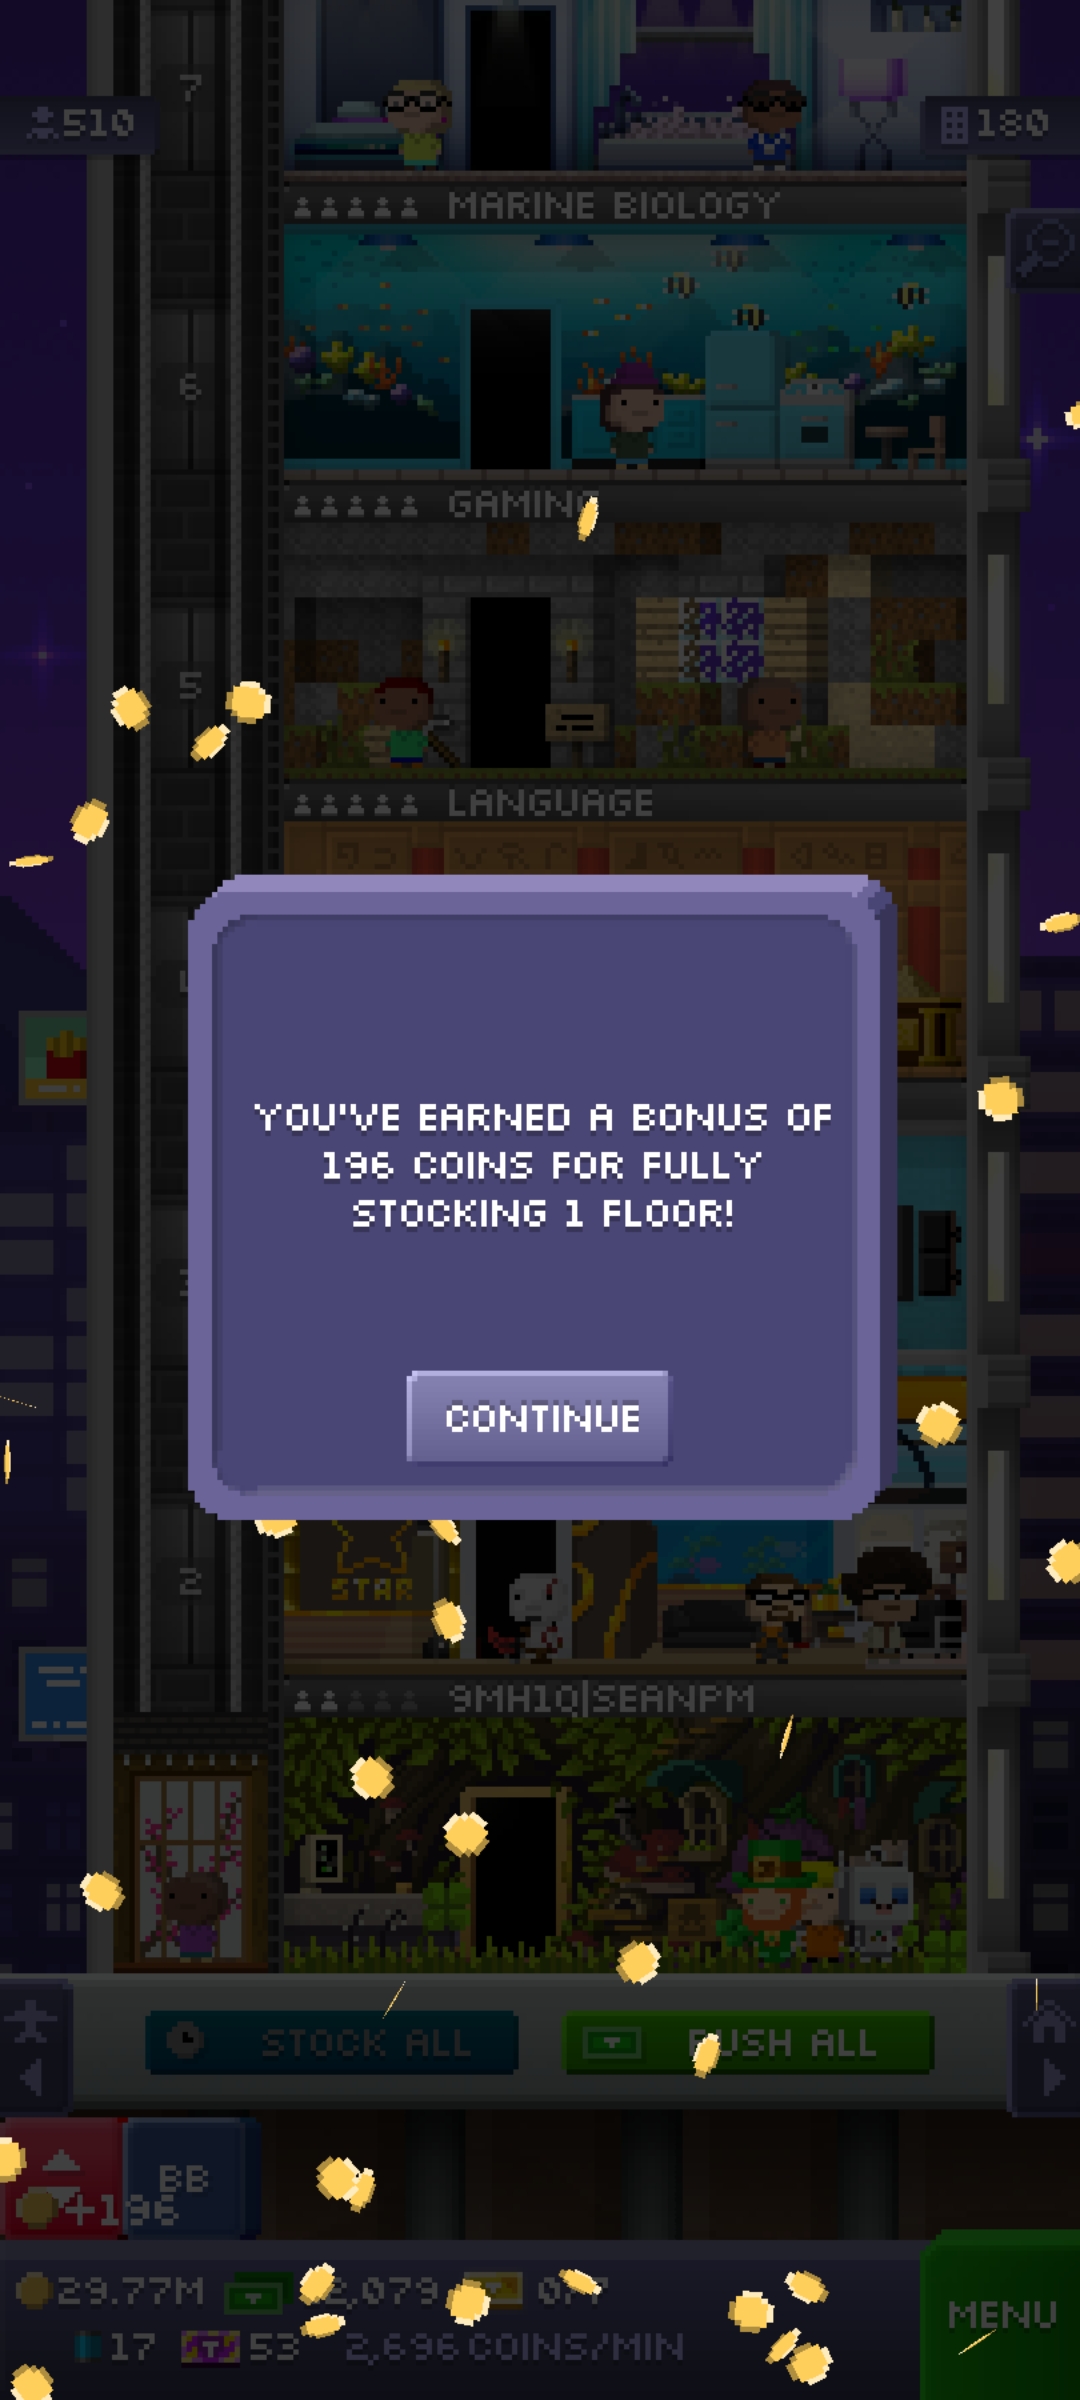 7
510
180
MARINE BIOLOGY
6
GAMING
5
LANGUAGE
YOU'VE EARNED A BONUS OF
196 COINS FOR FULLY
STOCKING 1 FLOOR!
CONTINUE
2
STAR
9MH1Q|SEANPM
STOCK ALL
RUSH ALL
BB
+196
29.77M
2,079
MENU
17
53
2,696 COINS/MIN